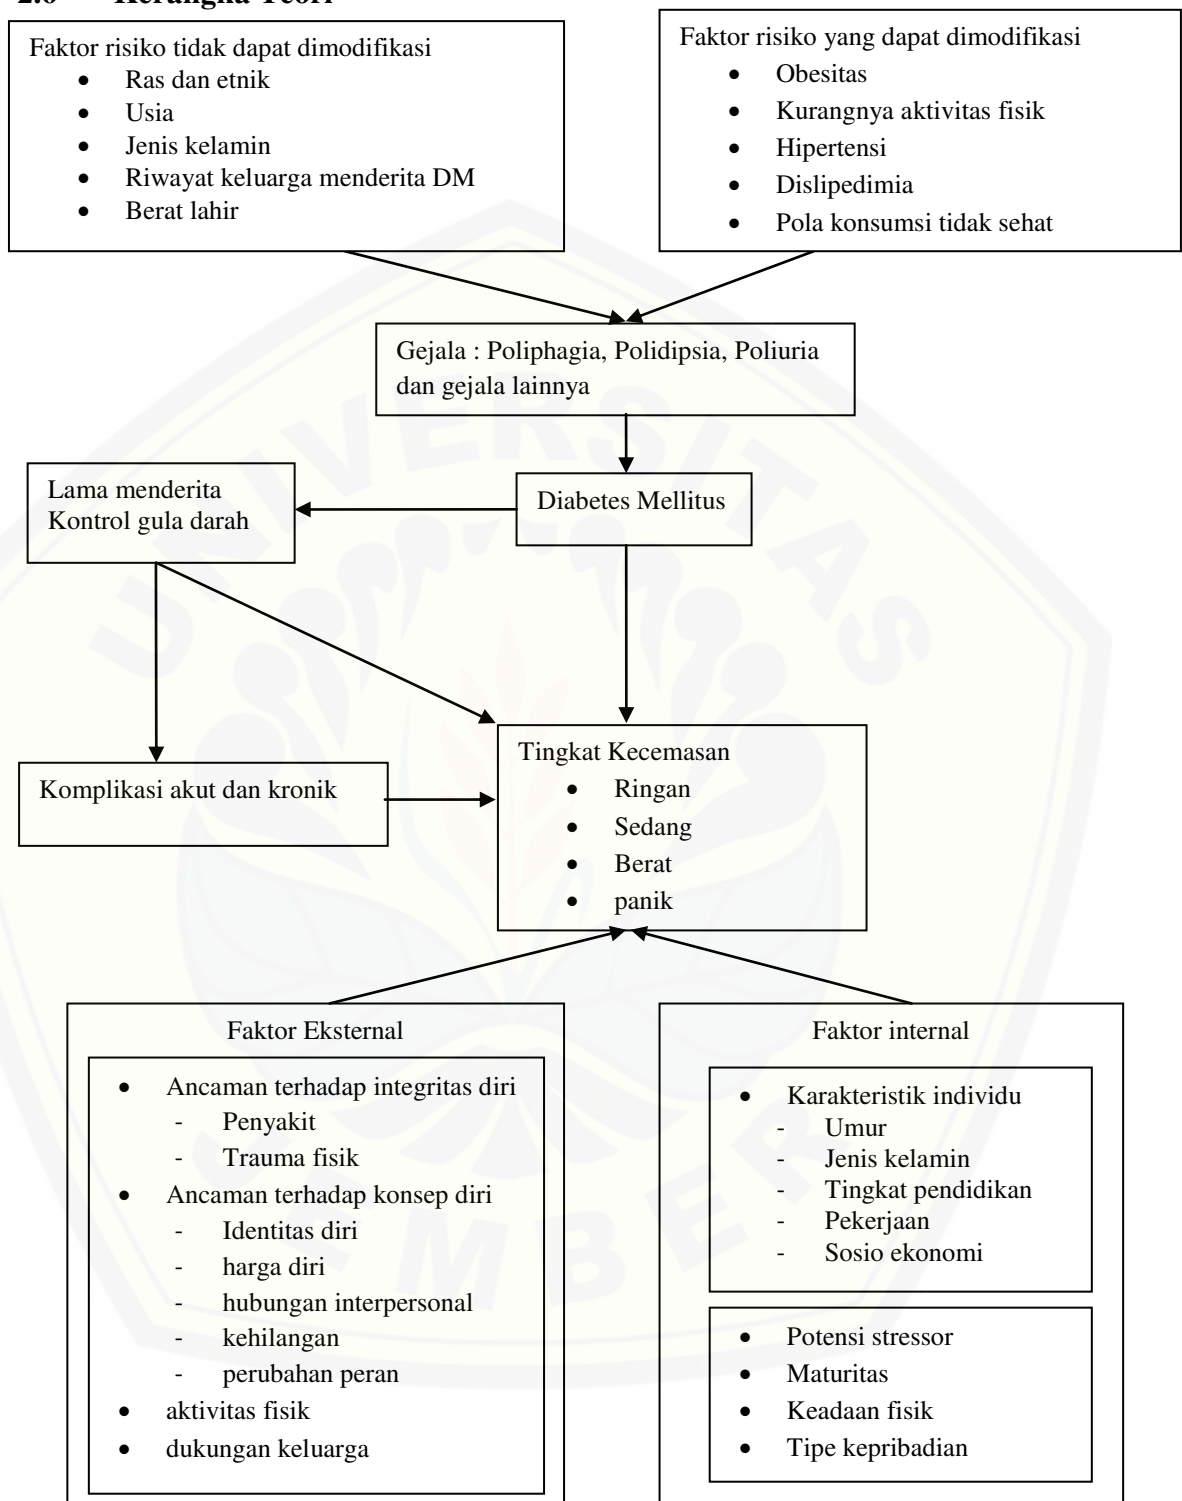 2.6 Kerangka Teori
Faktor risiko tidak dapat dimodifikasi
• Ras dan etnik
• Usia
• Jenis kelamin
• Riwayat keluarga menderita DM
• Berat lahir
Faktor risiko yang dapat dimodifikasi
• Obesitas
• Kurangnya aktivitas fisik
• Hipertensi
• Dislipedimia
• Pola konsumsi tidak sehat
Gejala : Poliphagia, Polidipsia, Poliuria
dan gejala lainnya
Lama menderita
Kontrol gula darah
Diabetes Mellitus
Komplikasi akut dan kronik
Tingkat Kecemasan
• Ringan
• Sedang
• Berat
• panik
Faktor Eksternal
• Ancaman terhadap integritas diri
- Penyakit
- Trauma fisik
• Ancaman terhadap konsep diri
- Identitas diri
- harga diri
- hubungan interpersonal
- kehilangan
- perubahan peran
• aktivitas fisik
• dukungan keluarga
Faktor internal
• Karakteristik individu
- Umur
- Jenis kelamin
- Tingkat pendidikan
- Pekerjaan
- Sosio ekonomi
• Potensi stressor
• Maturitas
• Keadaan fisik
• Tipe kepribadian
UNIVERSITAS
JEMBER